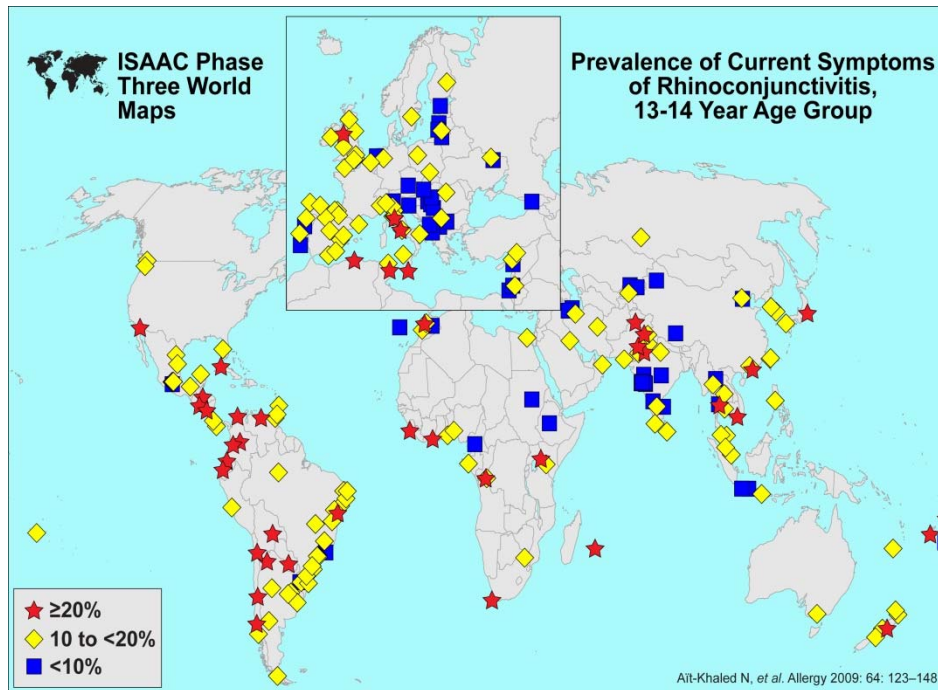 ISAAC Phase
Three World
Maps
Prevalence of Current Symptoms
of Rhinoconjunctivitis,
13-14 Year Age Group
≥20%
10 to <20%
<10%
Aït-Khaled N, et al. Allergy 2009: 64: 123–148